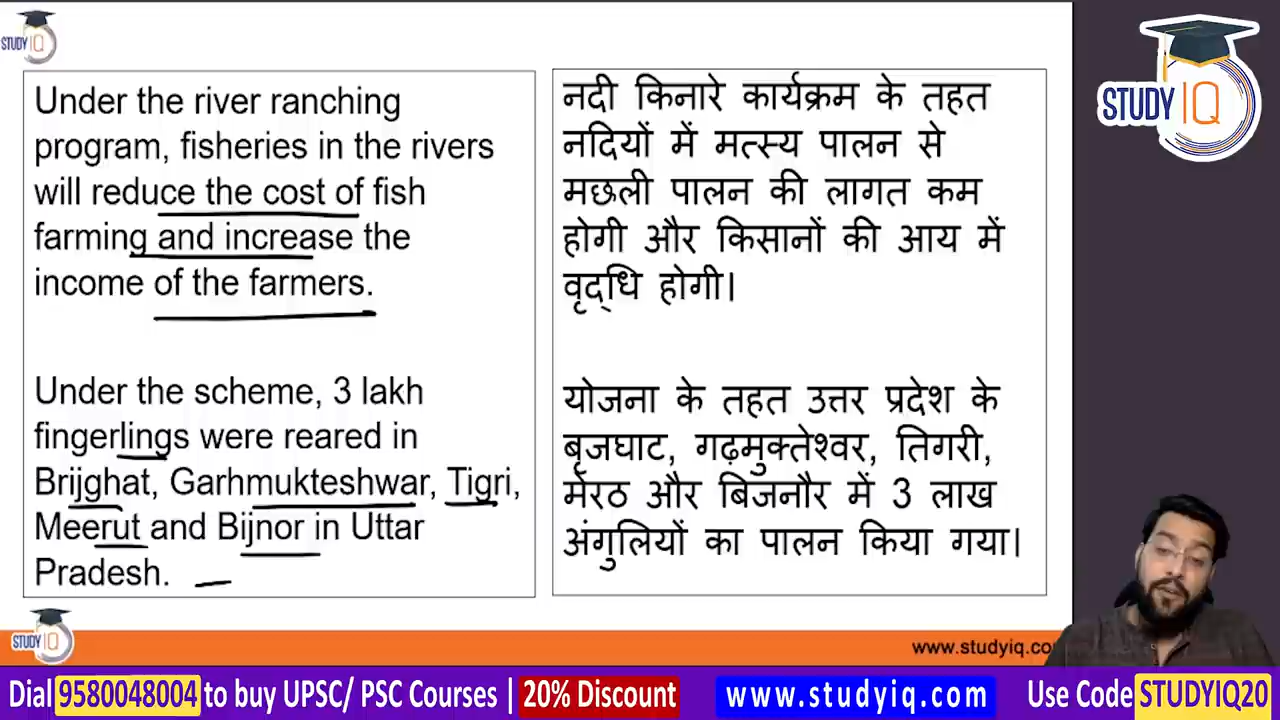 STUDY IQ
Under the river ranching
program, fisheries in the rivers
will reduce the cost of fish
farming and increase the
income of the farmers.
Under the scheme, 3 lakh
fingerlings were reared in
Brijghat, Garhmukteshwar, Tigri,
Meerut and Bijnor in Uttar
Pradesh.
नदी किनारे कार्यक्रम के तहत
नदियों में मत्स्य पालन से
मछली पालन की लागत कम
होगी और किसानों की आय में
वृद्धि होगी।
योजना के तहत उत्तर प्रदेश के
बृजघाट, गढ़मुक्तेश्वर, तिगरी,
मेरठ और बिजनौर में 3 लाख
अंगुलियों का पालन किया गया।
STUDY IQ
STUDY IQ
www.studyiq.co
Dial 9580048004 to buy UPSC/ PSC Courses | 20% Discount
www.studyiq.com
Use Code STUDYIQ20